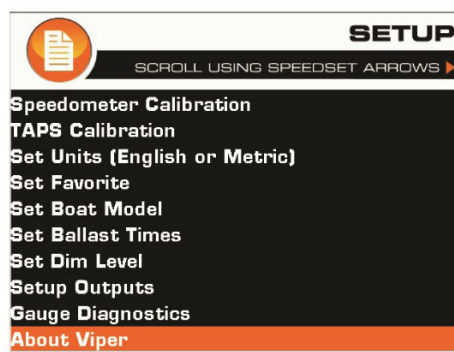 SETUP
SCROLL USING SPEEDSET ARROWS
Speedometer Calibration
TAPS Calibration
Set Units (English or Metric)
Set Favorite
Set Boat Model
Set Ballast Times
Set Dim Level
Setup Outputs
Gauge Diagnostics
About Viper